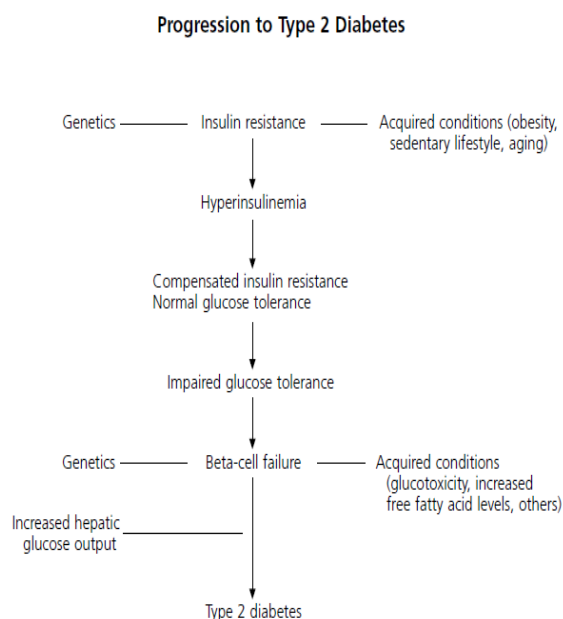 Progression to Type 2 Diabetes
Genetics
Insulin resistance
Acquired conditions (obesity,
sedentary lifestyle, aging)
Hyperinsulinemia
Compensated insulin resistance
Normal glucose tolerance
Impaired glucose tolerance
Genetics
Beta-cell failure
Acquired conditions
(glucotoxicity, increased
free fatty acid levels, others)
Increased hepatic
glucose output
Type 2 diabetes